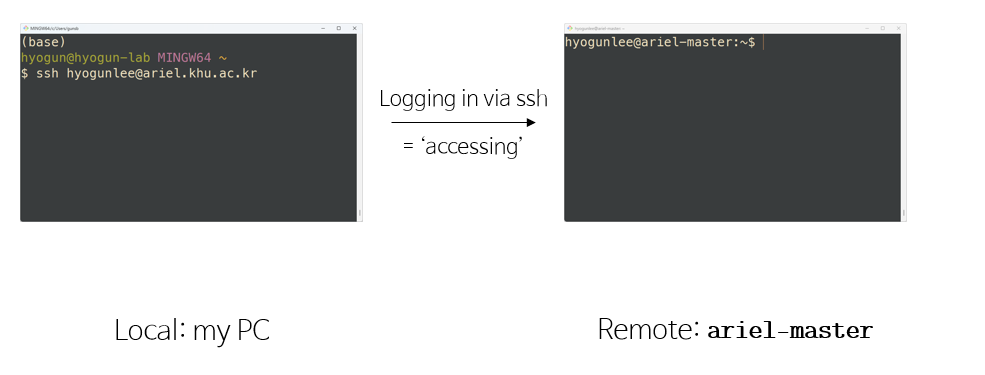 MINGW64:/c/Users/gundi
(base)
hyogun@hyogun-lab MINGW64 ~
$ ssh hyogunlee@ariel.khu.ac.kr
Logging in via ssh
= ‘accessing’
hyogunlee@ariel-master: ~
hyogunlee@ariel-master:~$
Local: my PC
Remote: ariel-master